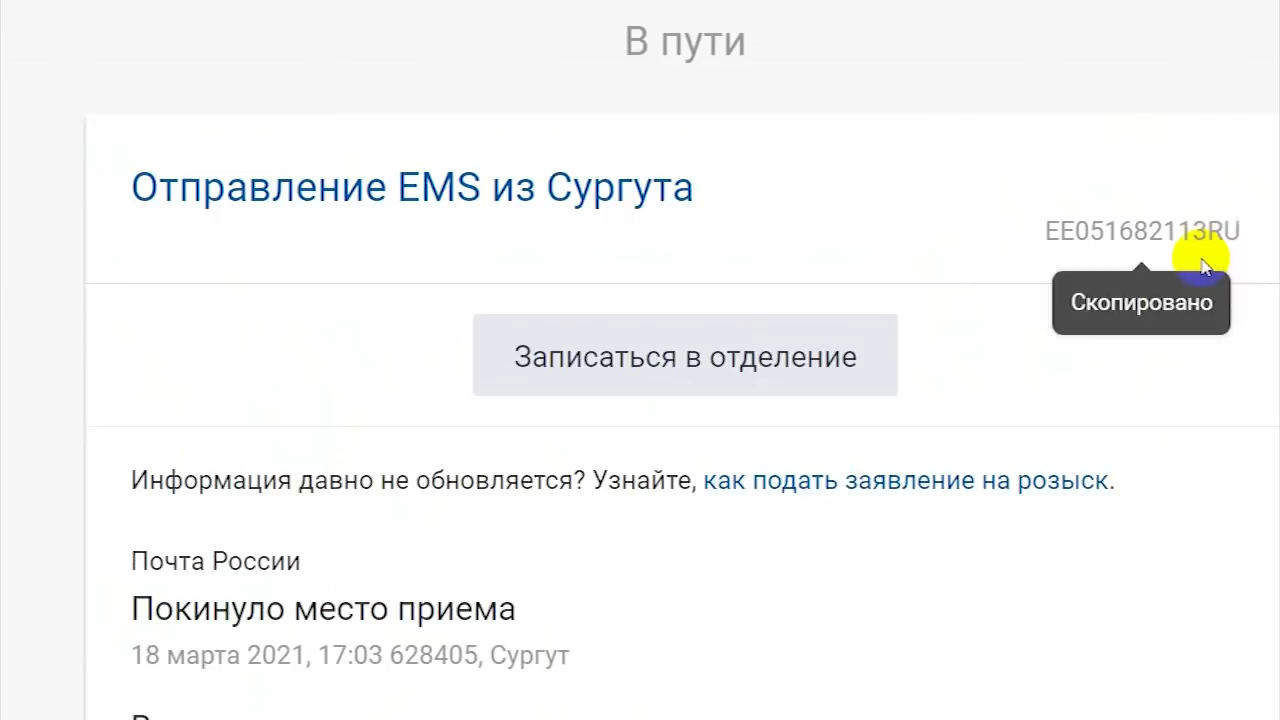 В пути
Отправление EMS из Сургута
EE051682113RU
Скопировано
Записаться в отделение
Информация давно не обновляется? Узнайте, как подать заявление на розыск.
Почта России
Покинуло место приема
18 марта 2021, 17:03 628405, Сургут